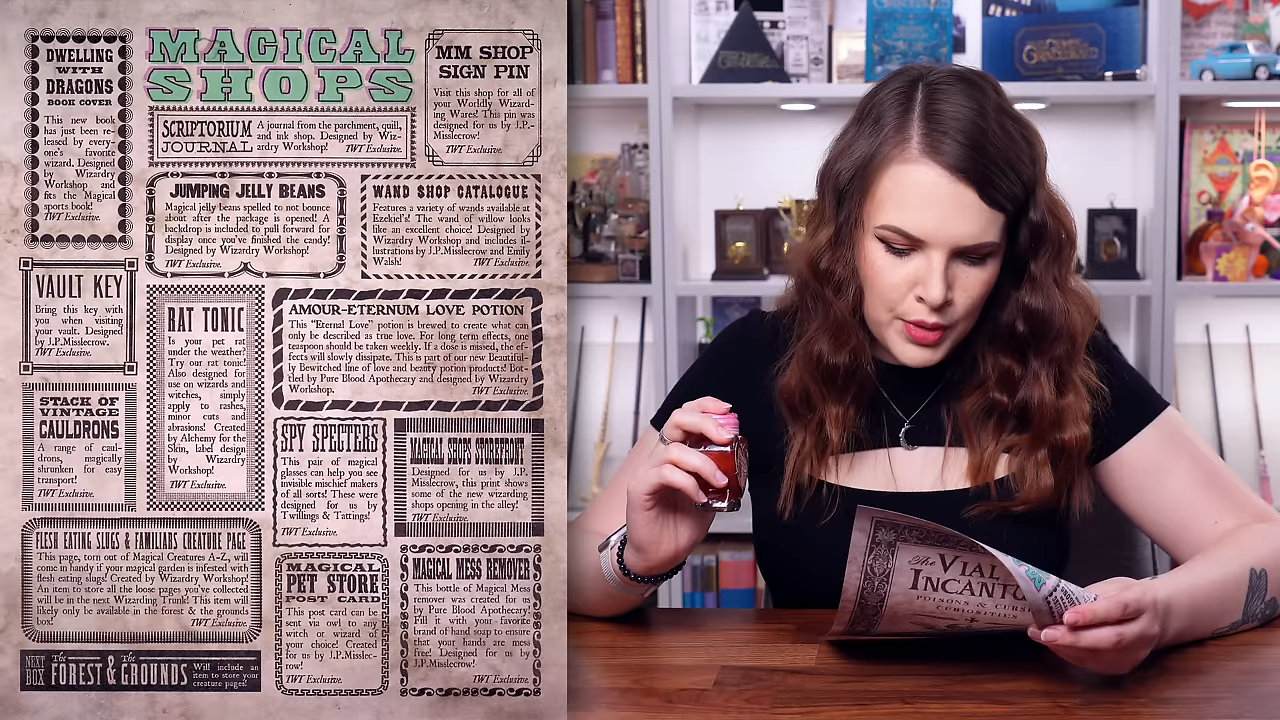 MAGICAL
SHOPS
DWELLING
WITH
DRAGONS
BOOK COVER
This new book
has just been re-
leased by every-
one's favorite
wizard. Designed
by Wizardry
Workshop and
fits the Magical
sports book!
TWT Exclusive.
SCRIPTORIUM
JOURNAL
A journal from the parchment, quill,
and ink shop. Designed by Wiz-
ardry Workshop! TWT Exclusive.
MM SHOP
SIGN PIN
Visit this shop for all of
your Worldly Wizard-
ing Wares! This pin was
designed for us by J.P.-
Misslecrow!
TWT Exclusive.
JUMPING JELLY BEANS
Magical jelly beans spelled to not bounce
about after the package is opened! A
backdrop is included to pull forward for
display once you've finished the candy!
Designed by Wizardry Workshop!
TWT Exclusive.
WAND SHOP CATALOGUE
Features a variety of wands available at
Ezekiel's! The wand of willow looks
like an excellent choice! Designed by
Wizardry Workshop and includes il-
lustrations by J.P.Misslecrow and Emily
Walsh! TWT Exclusive.
VAULT KEY
Bring this key with
you when visiting
your vault. Designed
by J.P.Misslecrow.
TWT Exclusive.
RAT TONIC
Is your pet rat
under the weather?
Try our rat tonic!
Also designed for
use on wizards and
witches, simply
apply to rashes,
minor cuts and
abrasions! Created
by Alchemy for the
Skin, label design
by Wizardry
Workshop!
TWT Exclusive.
AMOUR-ETERNUM LOVE POTION
This "Eternal Love" potion is brewed to create what can
only be described as true love. For long term effects, one
teaspoon should be taken weekly. If a dose is missed, the ef-
fects will slowly dissipate. This is part of our new Beautiful-
ly Bewitched line of love and beauty potion products! Bot-
tled by Pure Blood Apothecary and designed by Wizardry
Workshop. TWT Exclusive.
STACK OF
VINTAGE
CAULDRONS
A range of caul-
drons, magically
shrunken for easy
transport!
TWT Exclusive.
SPY SPECTERS
This pair of magical
glasses can help you see
invisible mischief makers
of all sorts! These were
designed for us by
Twillings & Tattings!
TWT Exclusive.
MAGICAL SHOPS STOREFRONT
Designed for us by J.P.
Misslecrow, this print shows
some of the new wizarding
shops opening in the alley!
TWT Exclusive.
FLESH EATING SLUGS & FAMILIARS CREATURE PAGE
This page, torn out of Magical Creatures A-Z, will
come in handy if your magical garden is infested with
flesh eating slugs! Created by Wizardry Workshop!
An item to store all the loose pages you've collected
will be in the next Wizarding Trunk! This item will
likely only be available in the forest & the grounds
box! TWT Exclusive.
MAGICAL
PET STORE
POST CARD
This post card can be
sent via owl to any
witch or wizard of
your choice! Created
for us by J.P.Misslec-
row!
TWT Exclusive.
MAGICAL MESS REMOVER
This bottle of Magical Mess
remover was created for us
by Pure Blood Apothecary!
Fill it with your favorite
brand of hand soap to ensure
that your hands are mess
free! Designed for us by
J.P.Misslecrow!
TWT Exclusive.
NEXT
BOX
The FOREST & The GROUNDS
Will include an
item to store your
creature pages!
The VIAL
INCANTU
POISONS & CURSE
CURIOSITIES